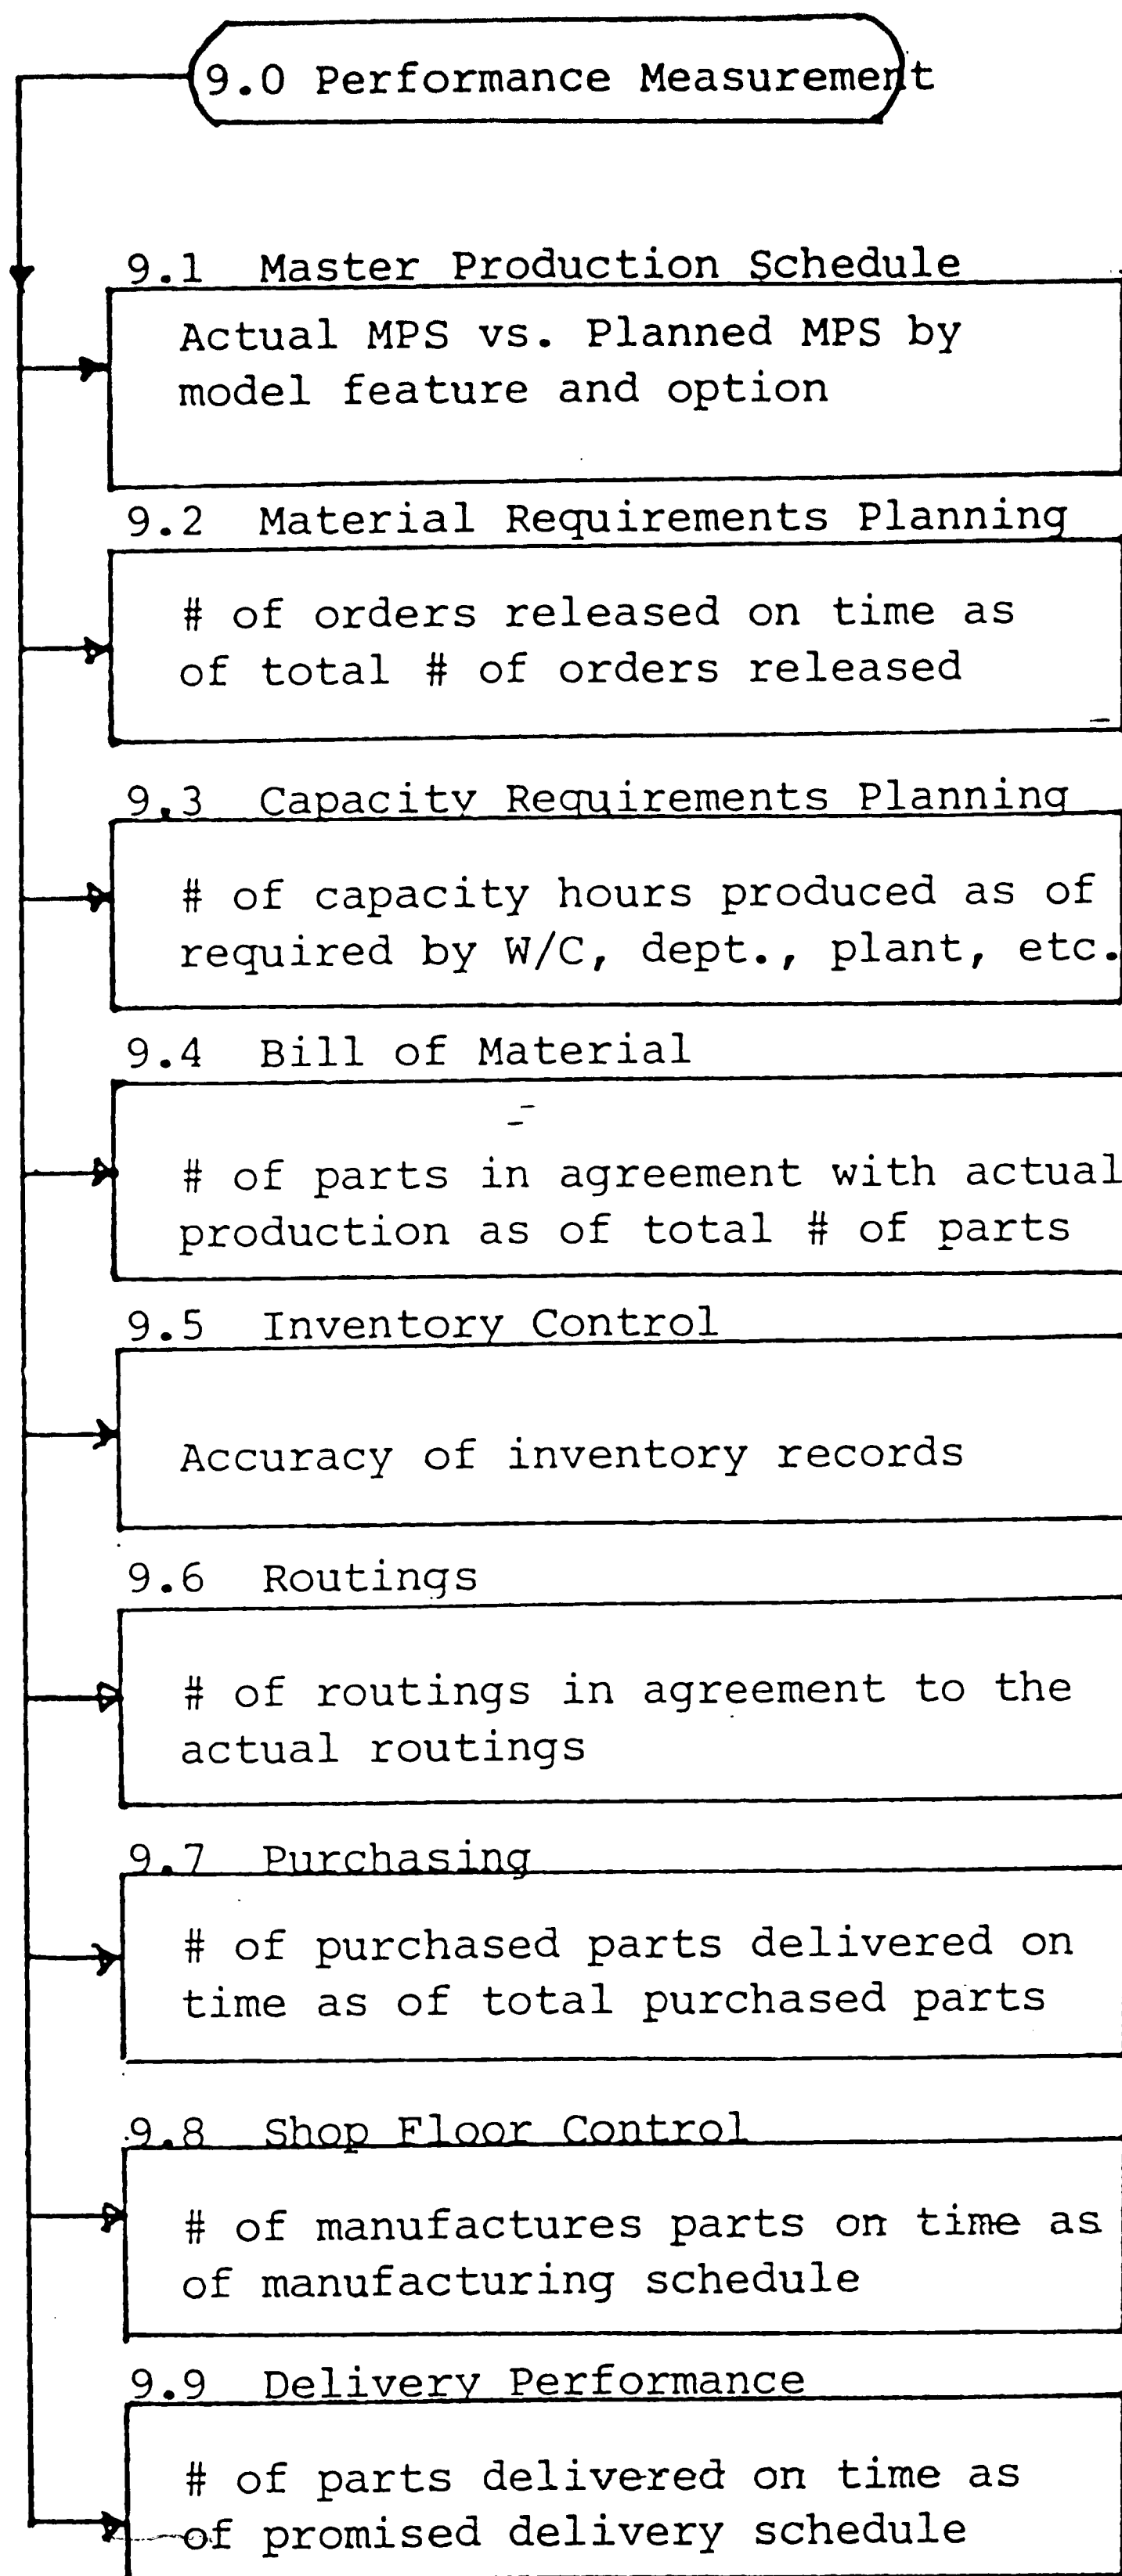 9.0 Performance Measurement
9.1 Master Production Schedule
Actual MPS vs. Planned MPS by
model feature and option
9.2 Material Requirements Planning
# of orders released on time as
of total # of orders released
9.3 Capacity Requirements Planning
# of capacity hours produced as of
required by W/C, dept., plant, etc.
9.4 Bill of Material
# of parts in agreement with actual
production as of total # of parts
9.5 Inventory Control
Accuracy of inventory records
9.6 Routings
# of routings in agreement to the
actual routings
9.7 Purchasing
# of purchased parts delivered on
time as of total purchased parts
9.8 Shop Floor Control
# of manufactures parts on time as
of manufacturing schedule
9.9 Delivery Performance
# of parts delivered on time as
of promised delivery schedule